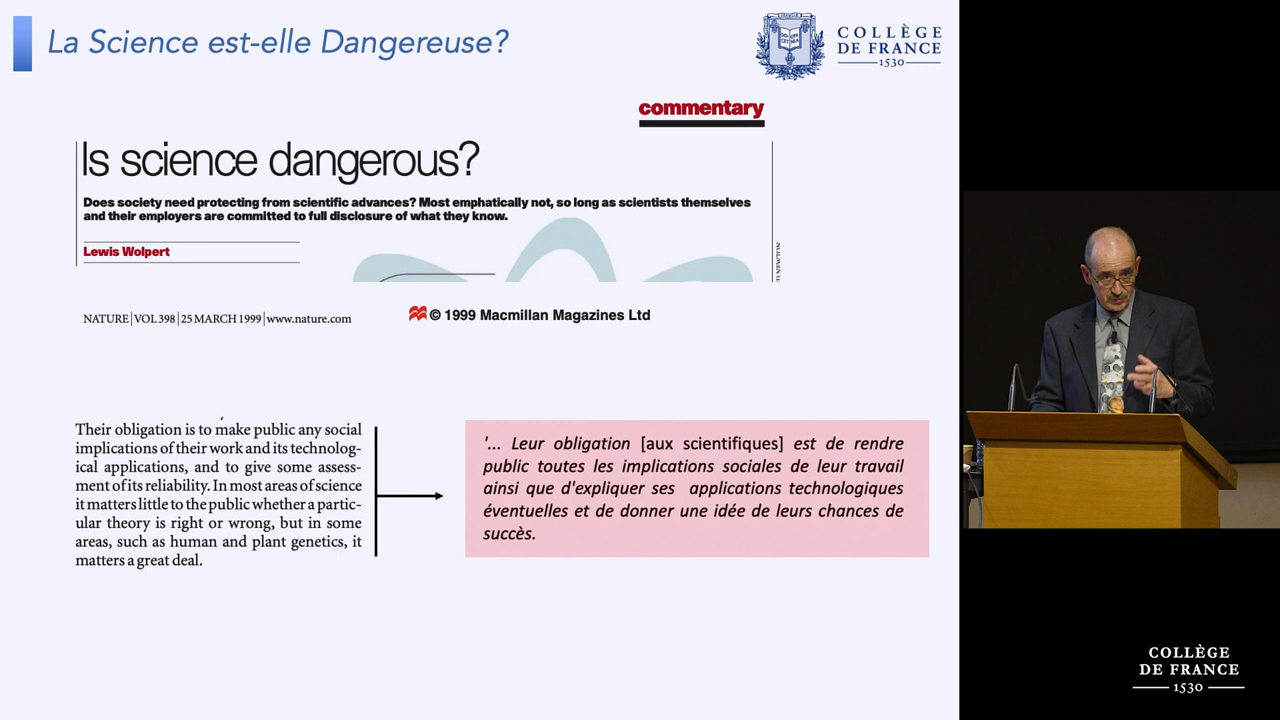 La Science est-elle Dangereuse?
COLLÈGE
DE FRANCE
1530
commentary
Is science dangerous?
Does society need protecting from scientific advances? Most emphatically not, so long as scientists themselves
and their employers are committed to full disclosure of what they know.
Lewis Wolpert
NATURE|VOL 398|25 MARCH 1999|www.nature.com
© 1999 Macmillan Magazines Ltd
Their obligation is to make public any social
implications of their work and its technolog-
ical applications, and to give some assess-
ment of its reliability. In most areas of science
it matters little to the public whether a partic-
ular theory is right or wrong, but in some
areas, such as human and plant genetics, it
matters a great deal.
'... Leur obligation [aux scientifiques] est de rendre
public toutes les implications sociales de leur travail
ainsi que d'expliquer ses applications technologiques
éventuelles et de donner une idée de leurs chances de
succès.
COLLÈGE
DE FRANCE
1530